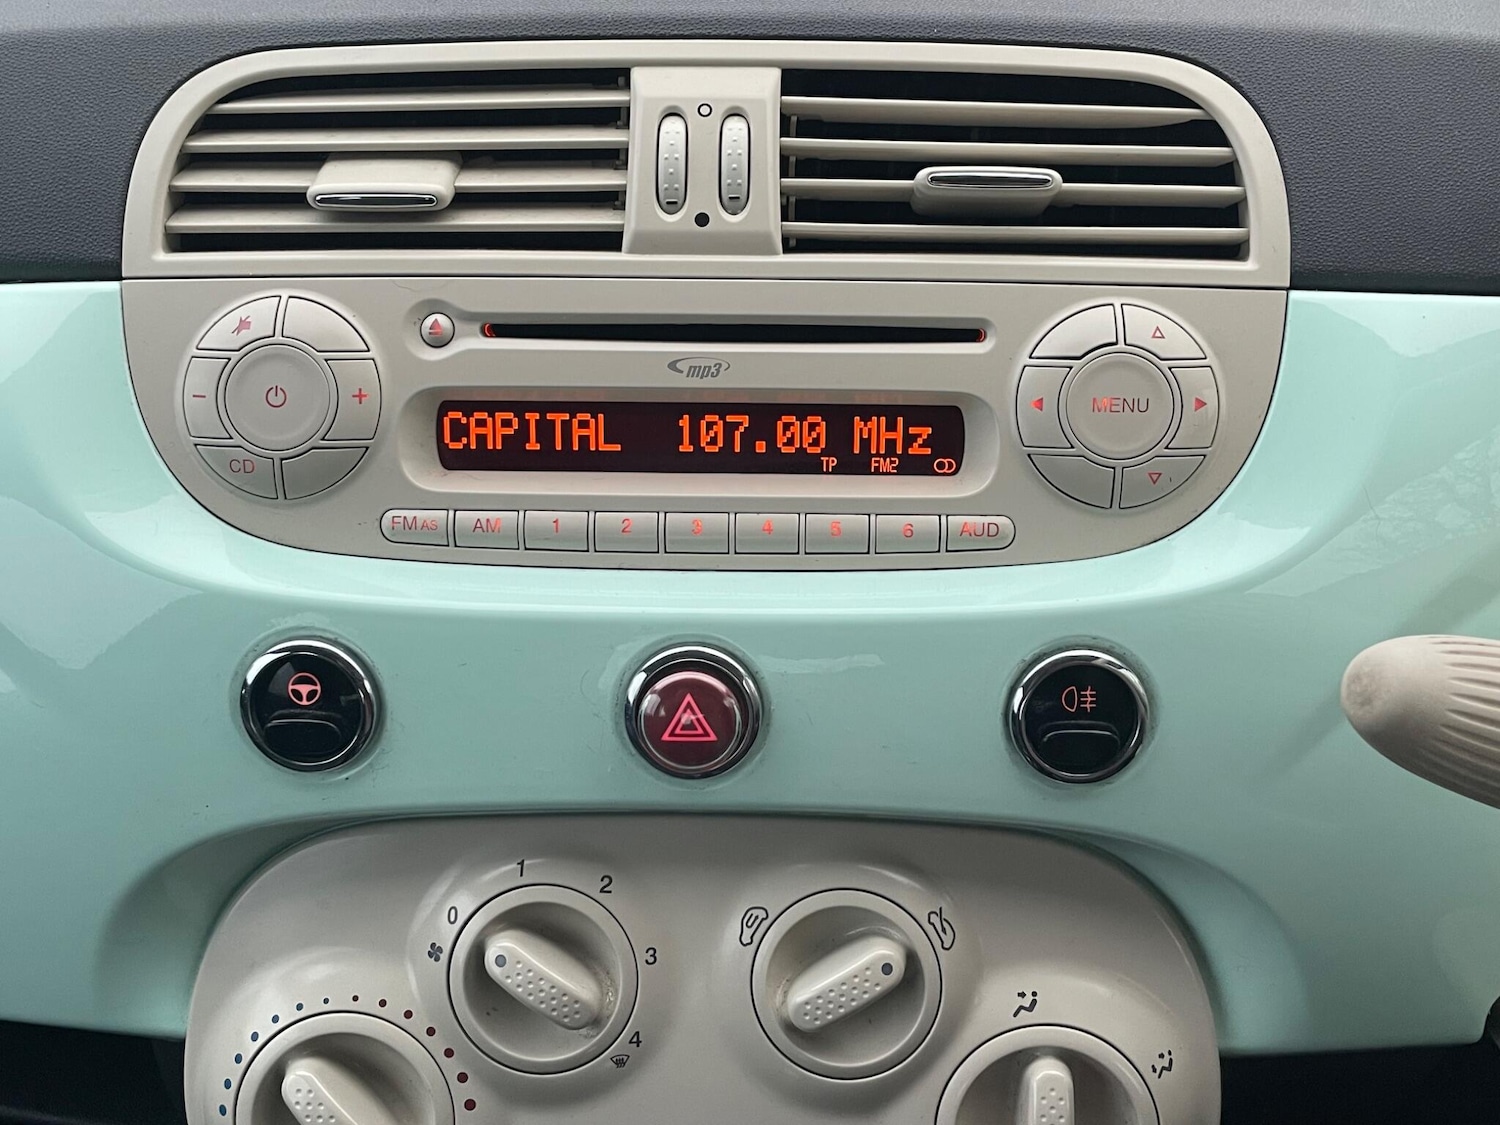 mp3
CAPITAL 107.00 MHz
TP FM2
CD
MENU
FM AS AM 1 2 3 4 5 6 AUD
0 1 2 3 4